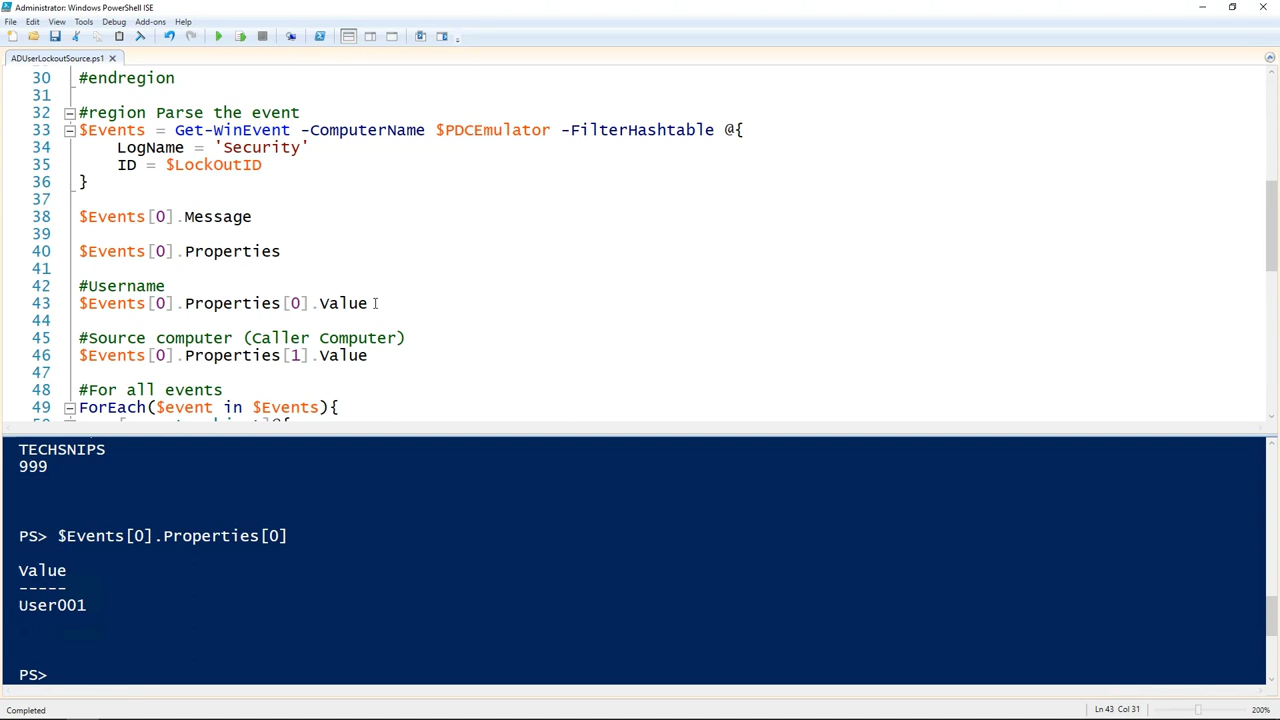 Administrator: Windows PowerShell ISE
File Edit View Tools Debug Add-ons Help
ADUserLockoutSource.ps1
30 #endregion
31
32 #region Parse the event
33 $Events = Get-WinEvent -ComputerName $PDCEmulator -FilterHashtable @{
34 LogName = 'Security'
35 ID = $LockOutID
36 }
37
38 $Events[0].Message
39
40 $Events[0].Properties
41
42 #Username
43 $Events[0].Properties[0].Value
44
45 #Source computer (Caller Computer)
46 $Events[0].Properties[1].Value
47
48 #For all events
49 ForEach($event in $Events){
TECHSNIPS
999
PS> $Events[0].Properties[0]
Value
-----
User001
PS>
Completed Ln 43 Col 31 200%